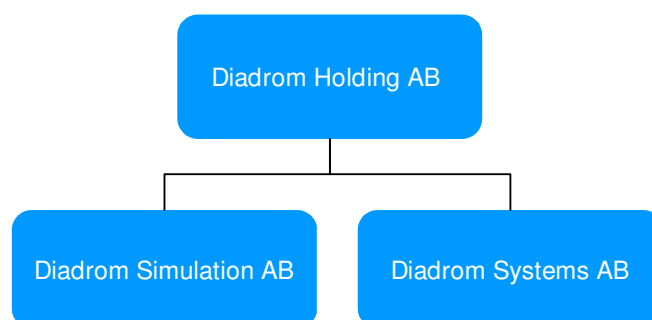 Diadrom Holding AB
Diadrom Simulation AB
Diadrom Systems AB